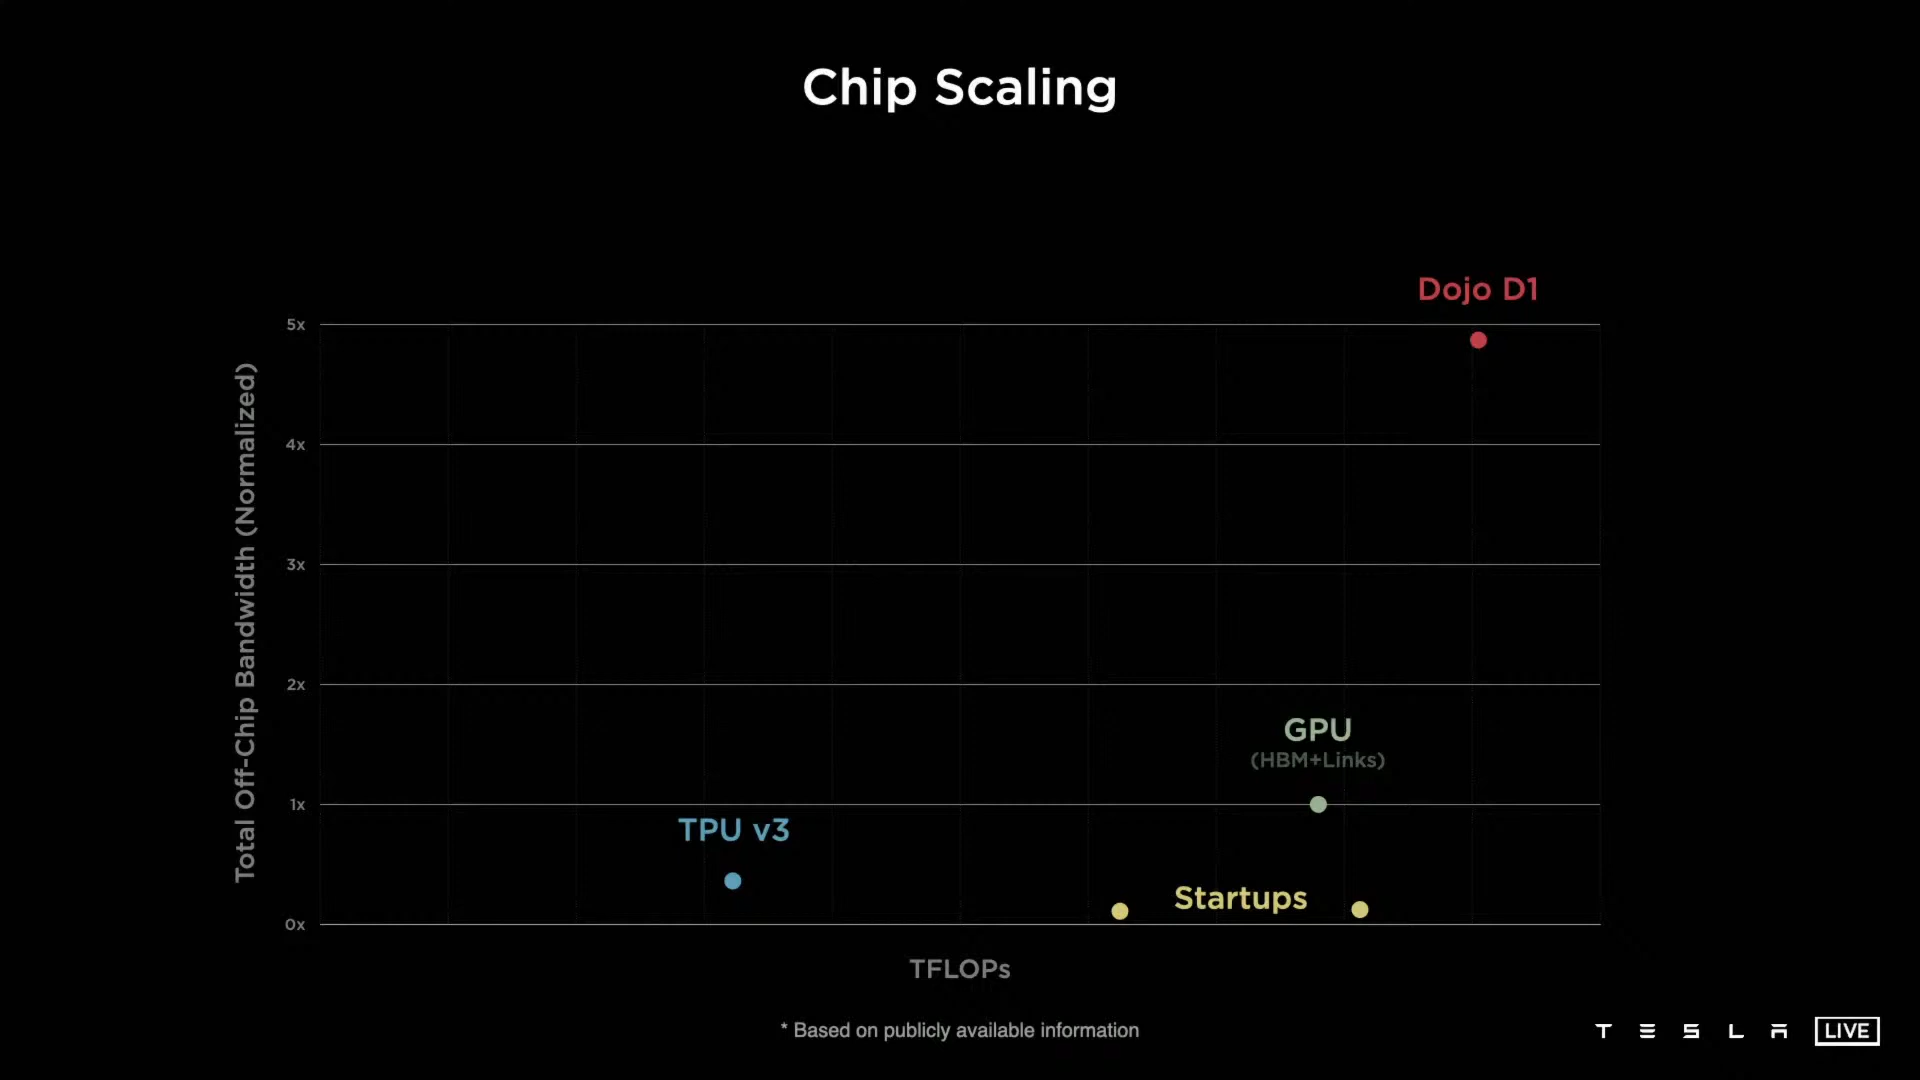 Chip Scaling
Dojo D1
5x
4x
3x
2x
1x
0x
Total Off-Chip Bandwidth (Normalized)
GPU
(HBM+Links)
TPU v3
Startups
TFLOPs
* Based on publicly available information
TESLA LIVE